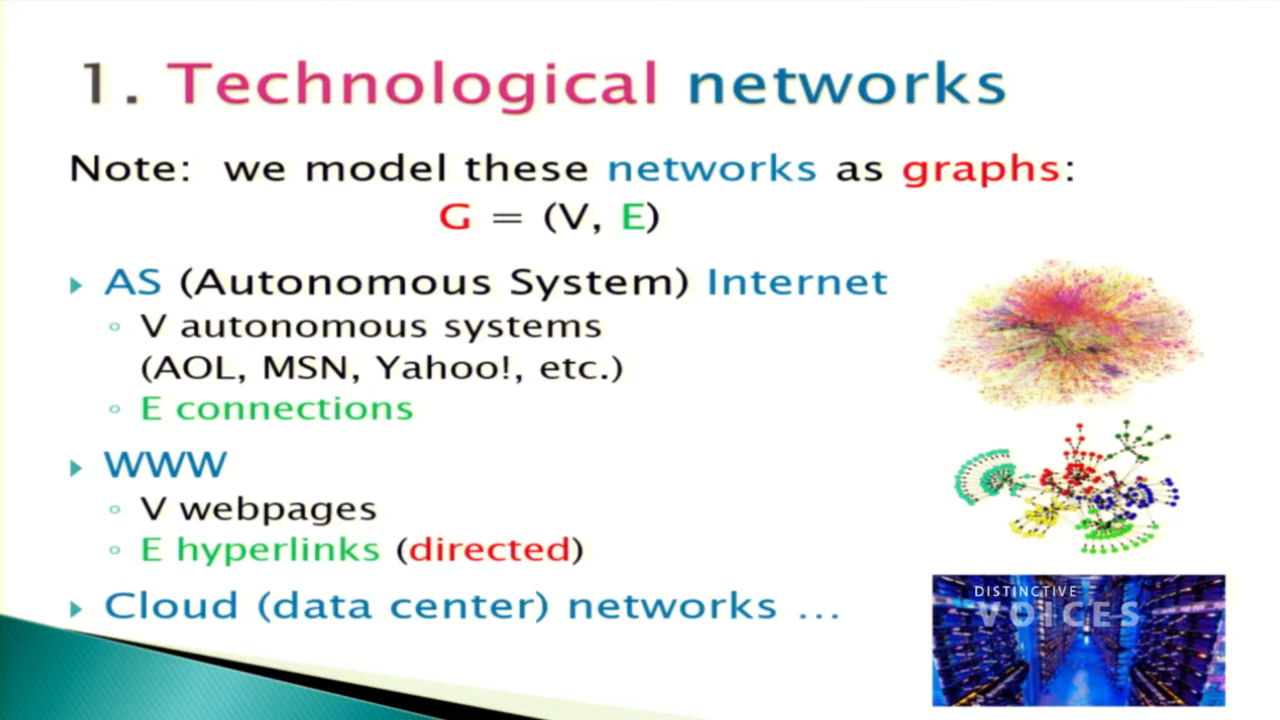 1. Technological networks
Note: we model these networks as graphs:
G = (V, E)
AS (Autonomous System) Internet
V autonomous systems
(AOL, MSN, Yahoo!, etc.)
E connections
WWW
V webpages
E hyperlinks (directed)
Cloud (data center) networks …
DISTINCTIVE
VOICES